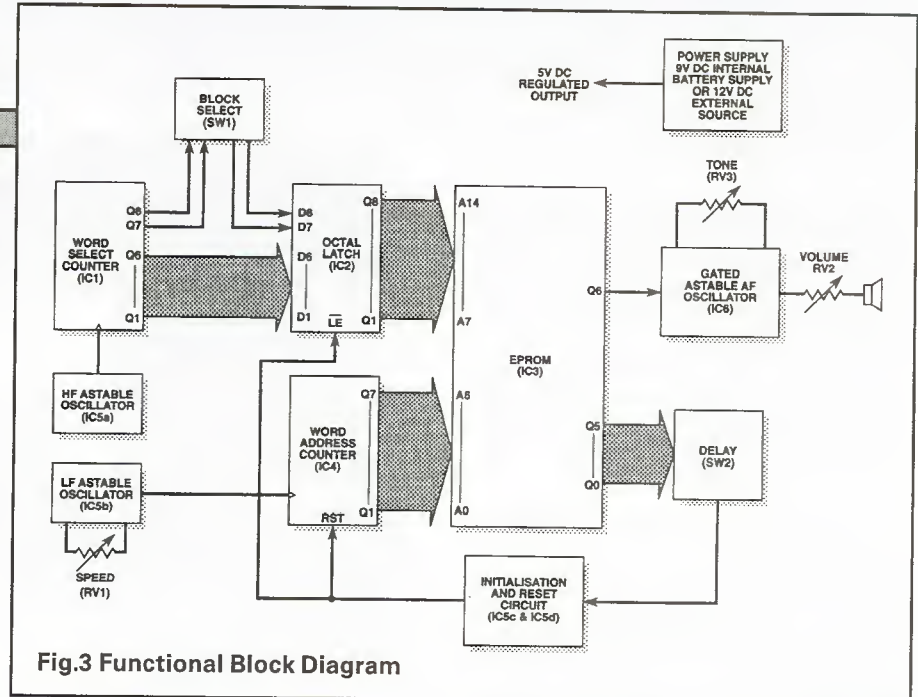 POWER SUPPLY
9V DC INTERNAL
BATTERY SUPPLY
OR 12V DC
EXTERNAL
SOURCE
5V DC
REGULATED
OUTPUT
BLOCK
SELECT
(SW1)
TONE
(RV3)
WORD
SELECT
COUNTER
(IC1)
Q8
Q7
Q6
Q1
D8
D7
D6
D1
OCTAL
LATCH
(IC2)
LE
Q8
Q1
A14
A7
A6
A0
EPROM
(IC3)
Q6
Q5
Q0
GATED
ASTABLE AF
OSCILLATOR
(IC6)
VOLUME
RV2
HF ASTABLE
OSCILLATOR
(IC5a)
LF ASTABLE
OSCILLATOR
(IC5b)
SPEED
(RV1)
WORD
ADDRESS
COUNTER
(IC4)
Q7
Q1
RST
DELAY
(SW2)
INITIALISATION
AND RESET
CIRCUIT
(IC5c & IC5d)
Fig.3 Functional Block Diagram